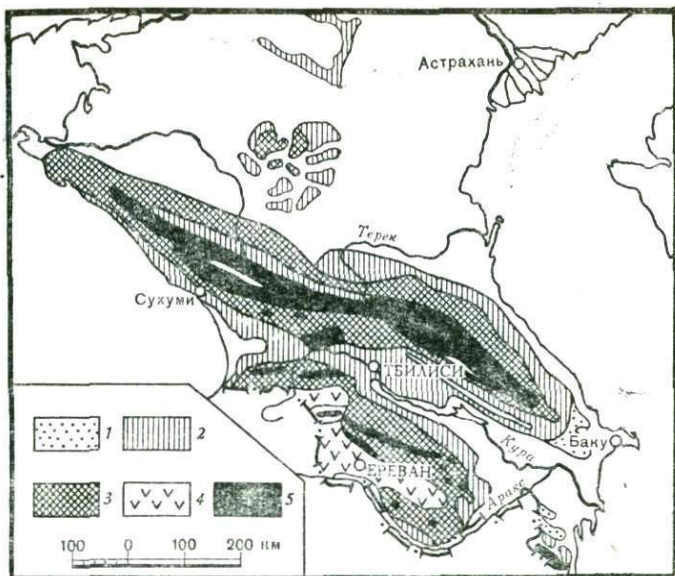 Астрахань
Терек
Сухуми
ТБИЛИСИ
Кура
Баку
ЕРЕВАН
Аракс
1
2
3
4
5
100 0 100 200 км